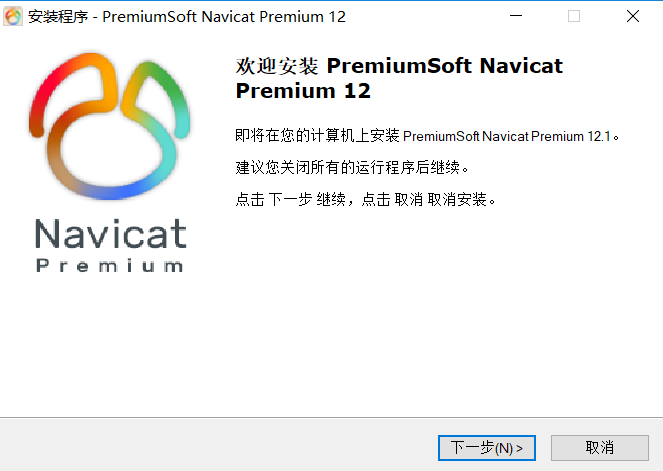 安装程序 - PremiumSoft Navicat Premium 12
欢迎安装 PremiumSoft Navicat
Premium 12
即将在您的计算机上安装 PremiumSoft Navicat Premium 12.1。
建议您关闭所有的运行程序后继续。
点击 下一步 继续，点击 取消 取消安装。
Navicat
Premium
下一步(N) >
取消